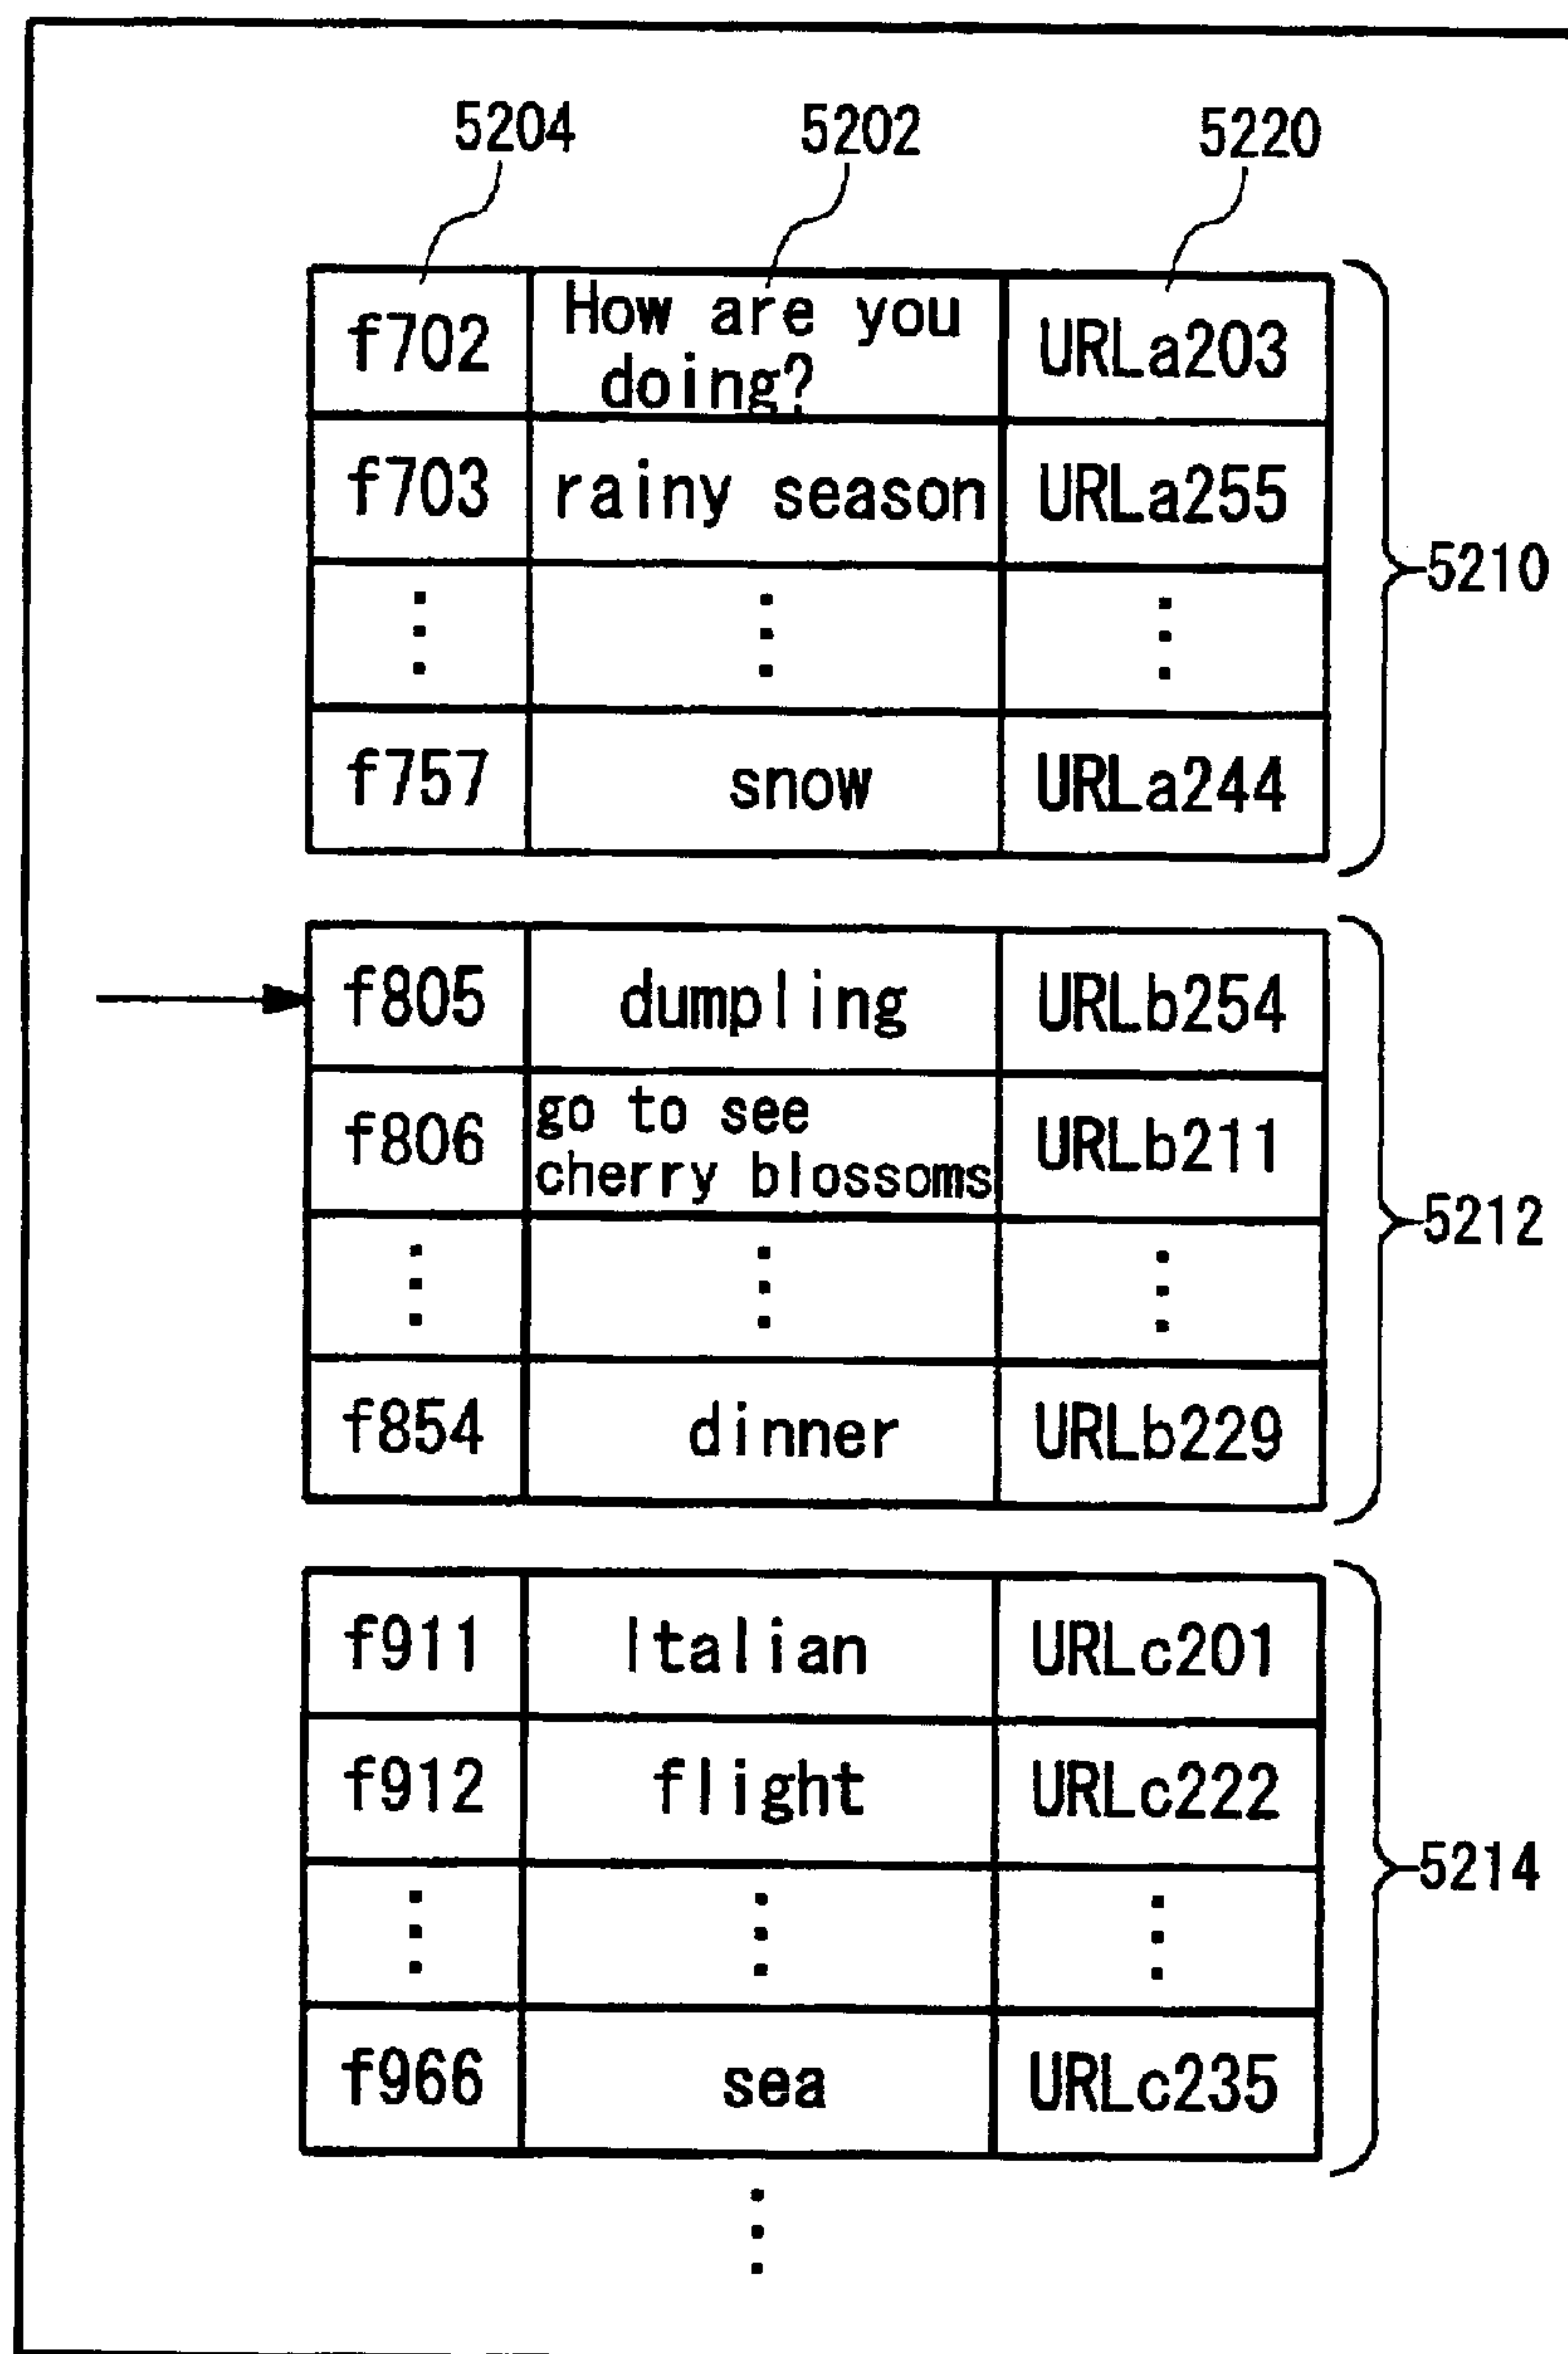 5204 5202 5220
f702 How are you doing? URLa203
f703 rainy season URLa255
f757 snow URLa244
5210
f805 dumpling URLb254
f806 go to see cherry blossoms URLb211
f854 dinner URLb229
5212
f911 Italian URLc201
f912 flight URLc222
f966 sea URLc235
5214